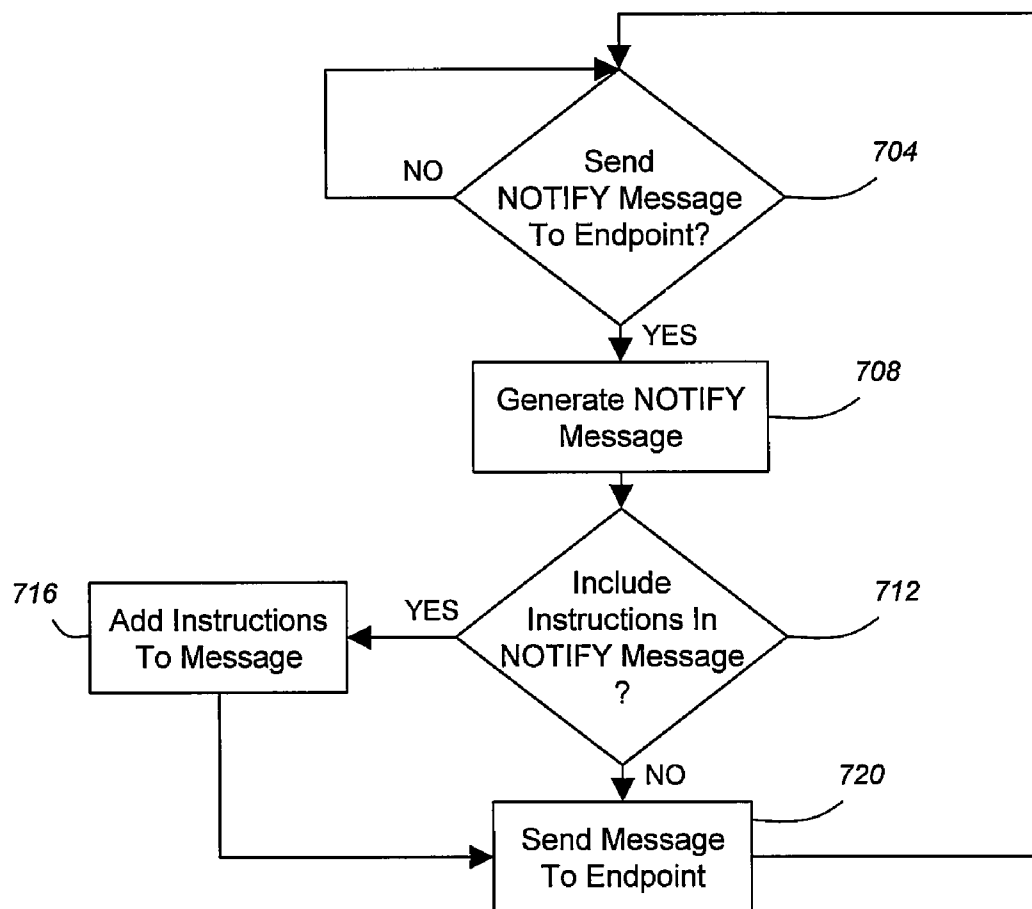 Send
NOTIFY Message
To Endpoint?
704
NO
YES
Generate NOTIFY
Message
708
Include
Instructions In
NOTIFY Message
?
712
YES
716
Add Instructions
To Message
NO
720
Send Message
To Endpoint